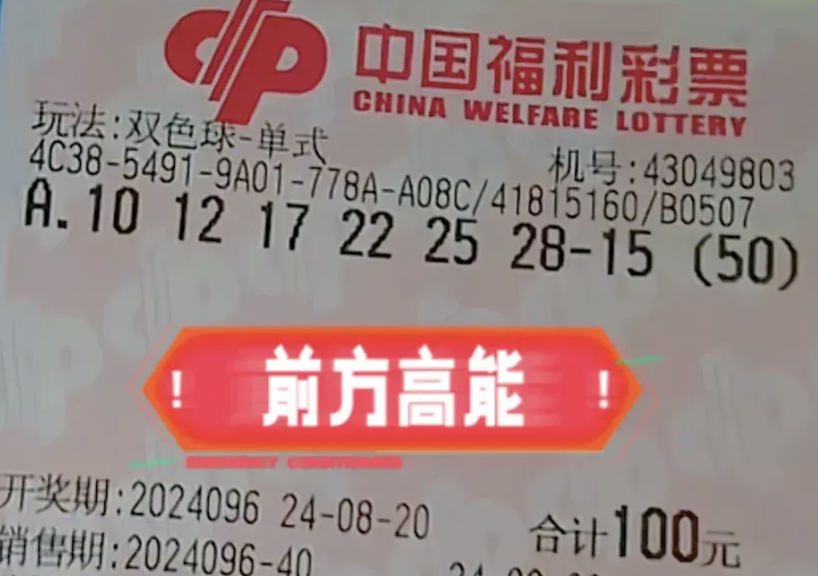 中国福利彩票
CHINA WELFARE LOTTERY
玩法:双色球-单式
机号:43049803
4C38-5491-9A01-778A-A08C/41815160/B0507
A.10 12 17 22 25 28-15 (50)
! 前方高能 !
开奖期:2024096 24-08-20
合计100元
销售期:2024096-40